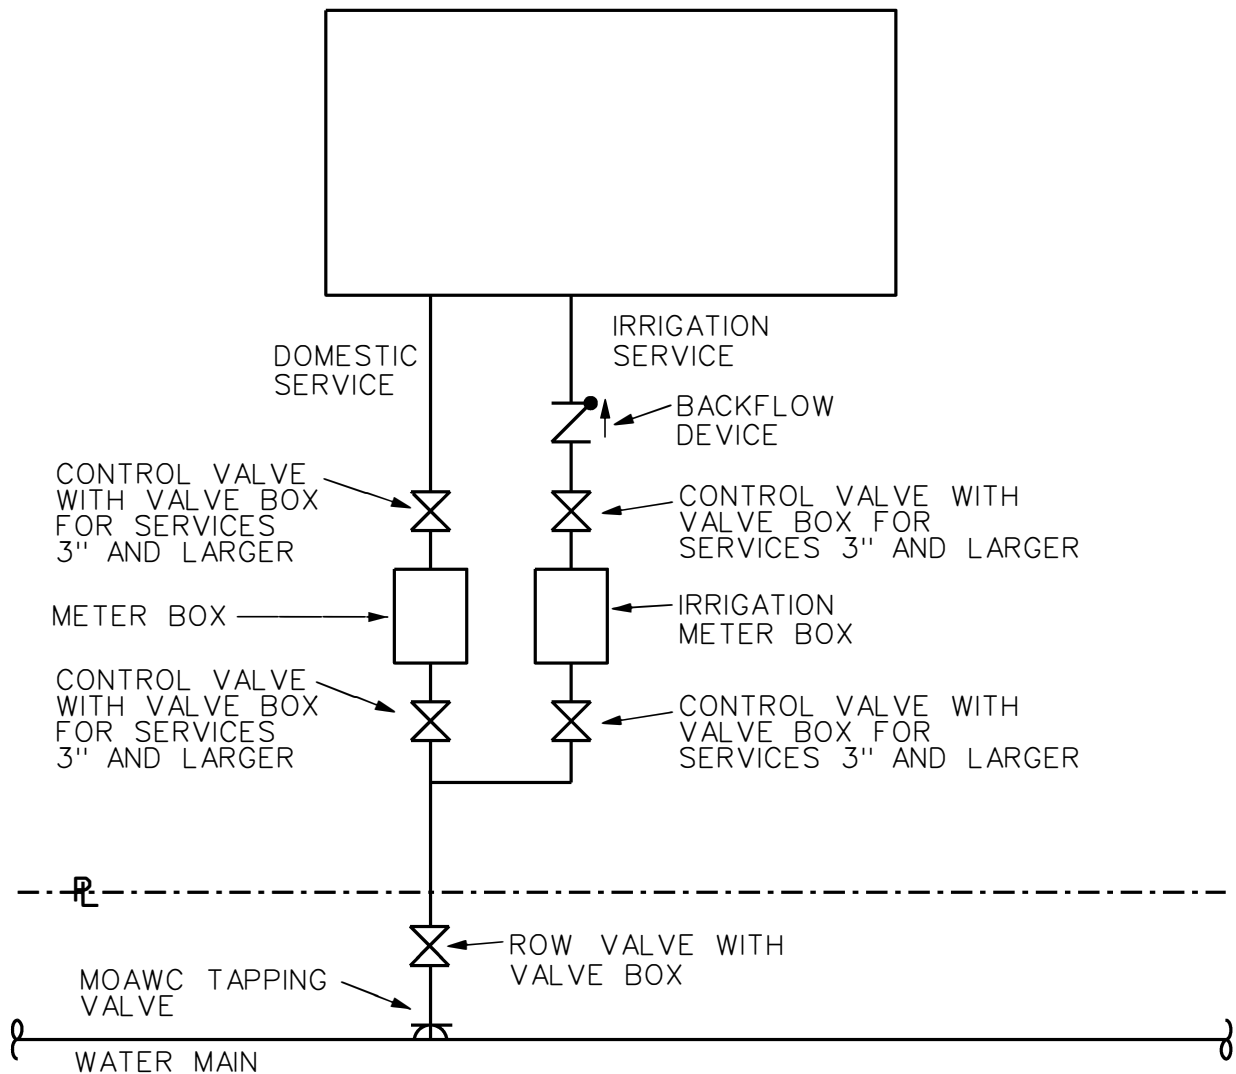 IRRIGATION
SERVICE
DOMESTIC
SERVICE
BACKFLOW
DEVICE
CONTROL VALVE
WITH VALVE BOX
FOR SERVICES
3" AND LARGER
CONTROL VALVE WITH
VALVE BOX FOR
SERVICES 3" AND LARGER
METER BOX
IRRIGATION
METER BOX
CONTROL VALVE
WITH VALVE BOX
FOR SERVICES
3" AND LARGER
CONTROL VALVE WITH
VALVE BOX FOR
SERVICES 3" AND LARGER
PL
ROW VALVE WITH
VALVE BOX
MOAWC TAPPING
VALVE
WATER MAIN